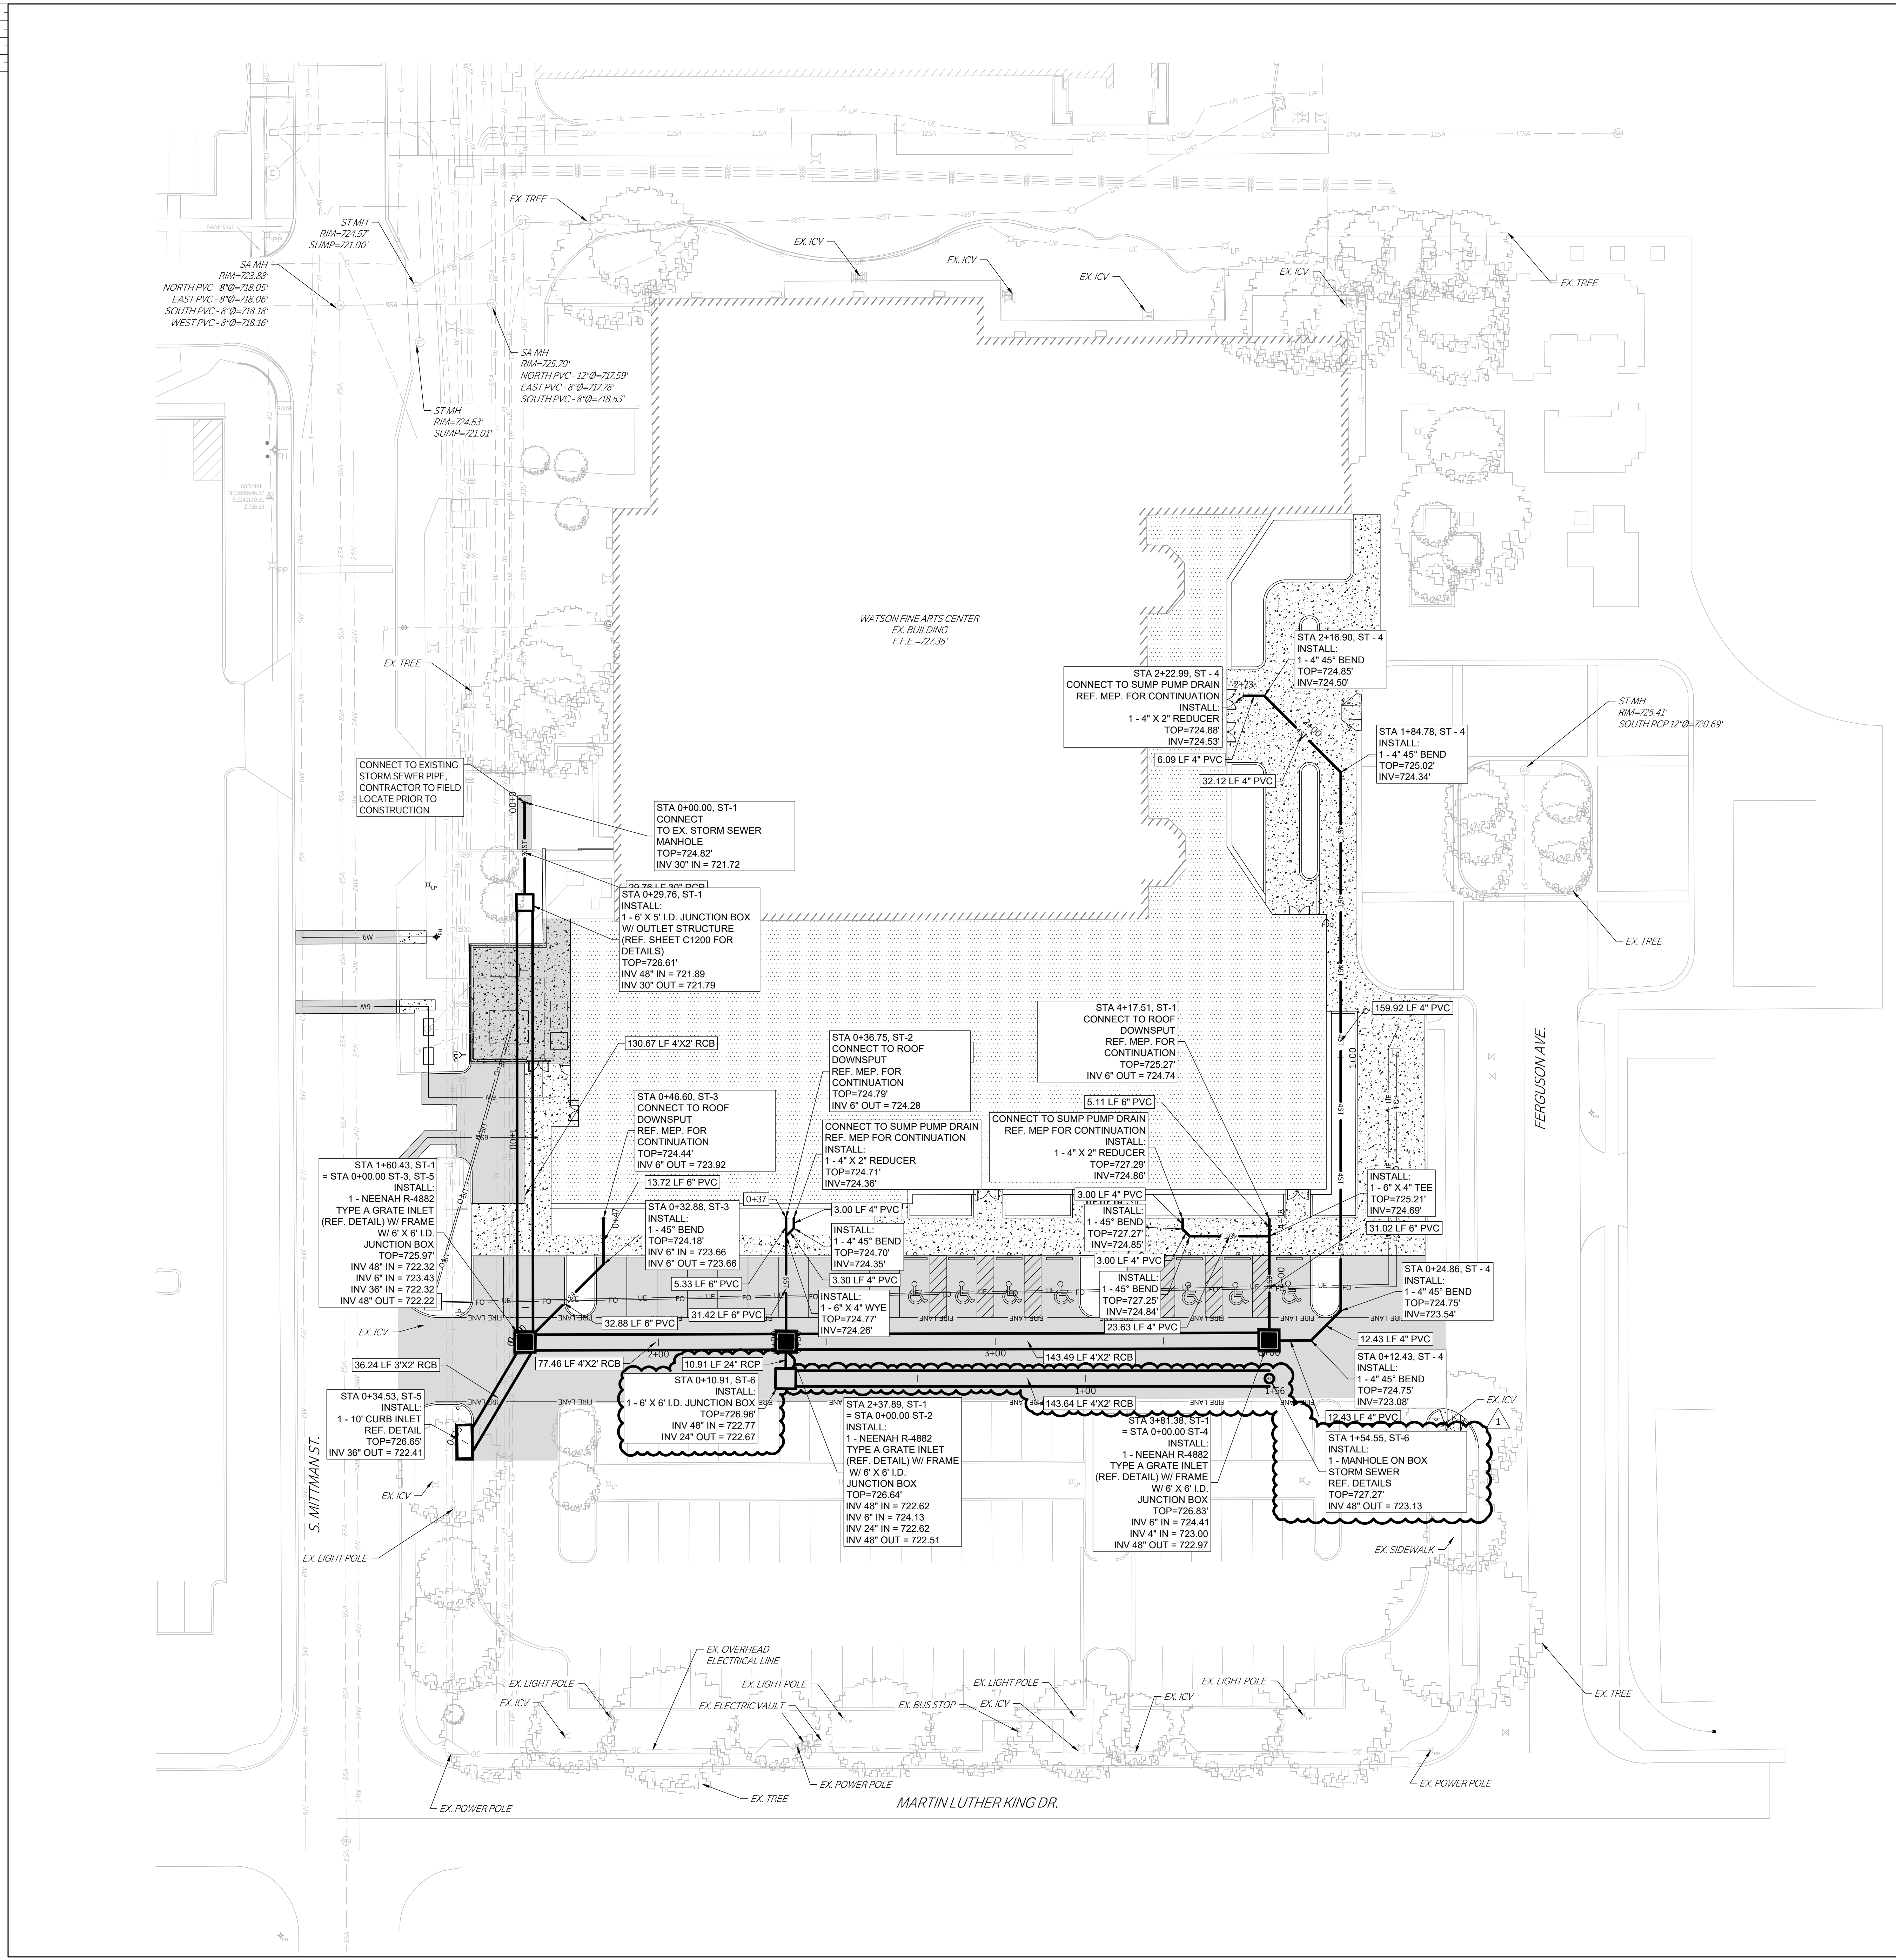 EX. TREE
ST MH
RIM=724.57'
SUMP=721.00'
RAMPS (2)
PP
SA MH
RIM=723.88'
NORTH PVC - 8"Ø=718.05'
EAST PVC - 8"Ø=718.06'
SOUTH PVC - 8"Ø=718.18'
WEST PVC - 8"Ø=718.16'
EX. ICV
EX. ICV
EX. ICV
EX. ICV
EX. TREE
SA MH
RIM=725.70'
NORTH PVC - 12"Ø=717.59'
EAST PVC - 8"Ø=717.78'
SOUTH PVC - 8"Ø=718.53'
ST MH
RIM=724.53'
SUMP=721.01'
WATSON FINE ARTS CENTER
EX. BUILDING
F.F.E.=727.35'
EX. TREE
STA 2+16.90, ST - 4
INSTALL:
1 - 4" 45° BEND
TOP=724.85'
INV=724.50'
STA 2+22.99, ST - 4
CONNECT TO SUMP PUMP DRAIN
REF. MEP. FOR CONTINUATION
INSTALL:
1 - 4" X 2" REDUCER
TOP=724.88'
INV=724.53'
2+23
2+00
6.09 LF 4" PVC
32.12 LF 4" PVC
STA 1+84.78, ST - 4
INSTALL:
1 - 4" 45° BEND
TOP=725.02'
INV=724.34'
ST MH
RIM=725.41'
SOUTH RCP 12"Ø=720.69'
EX. TREE
CONNECT TO EXISTING
STORM SEWER PIPE,
CONTRACTOR TO FIELD
LOCATE PRIOR TO
CONSTRUCTION
0+00
STA 0+00.00, ST-1
CONNECT
TO EX. STORM SEWER
MANHOLE
TOP=724.82'
INV 30" IN = 721.72
29.76 LF 30" RCP
STA 0+29.76, ST-1
INSTALL:
1 - 6' X 5' I.D. JUNCTION BOX
W/ OUTLET STRUCTURE
(REF. SHEET C1200 FOR
DETAILS)
TOP=726.61'
INV 48" IN = 721.89
INV 30" OUT = 721.79
6W
6W
130.67 LF 4'X2' RCB
STA 0+36.75, ST-2
CONNECT TO ROOF
DOWNSPUT
REF. MEP. FOR
CONTINUATION
TOP=724.79'
INV 6" OUT = 724.28
STA 4+17.51, ST-1
CONNECT TO ROOF
DOWNSPUT
REF. MEP. FOR
CONTINUATION
TOP=725.27'
INV 6" OUT = 724.74
159.92 LF 4" PVC
1+00
FERGUSON AVE.
STA 0+46.60, ST-3
CONNECT TO ROOF
DOWNSPUT
REF. MEP. FOR
CONTINUATION
TOP=724.44'
INV 6" OUT = 723.92
CONNECT TO SUMP PUMP DRAIN
REF. MEP FOR CONTINUATION
INSTALL:
1 - 4" X 2" REDUCER
TOP=724.71'
INV=724.36'
5.11 LF 6" PVC
CONNECT TO SUMP PUMP DRAIN
REF. MEP FOR CONTINUATION
INSTALL:
1 - 4" X 2" REDUCER
TOP=727.29'
INV=724.86'
1+00
STA 1+60.43, ST-1
= STA 0+00.00 ST-3, ST-5
INSTALL:
1 - NEENAH R-4882
TYPE A GRATE INLET
(REF. DETAIL) W/ FRAME
W/ 6' X 6' I.D.
JUNCTION BOX
TOP=725.97'
INV 48" IN = 722.32
INV 6" IN = 723.43
INV 36" IN = 722.32
INV 48" OUT = 722.22
13.72 LF 6" PVC
0+37
0+47
3.00 LF 4" PVC
3.00 LF 4" PVC
STA 0+32.88, ST-3
INSTALL:
1 - 45° BEND
TOP=724.18'
INV 6" IN = 723.66
INV 6" OUT = 723.66
INSTALL:
1 - 4" 45° BEND
TOP=724.70'
INV=724.35'
INSTALL:
1 - 45° BEND
TOP=727.27'
INV=724.85'
INSTALL:
1 - 6" X 4" TEE
TOP=725.21'
INV=724.69'
4+18
31.02 LF 6" PVC
3.00 LF 4" PVC
5.33 LF 6" PVC
3.30 LF 4" PVC
31.42 LF 6" PVC
32.88 LF 6" PVC
INSTALL:
1 - 6" X 4" WYE
TOP=724.77'
INV=724.26'
INSTALL:
1 - 45° BEND
TOP=727.25'
INV=724.84'
23.63 LF 4" PVC
4+00
STA 0+24.86, ST - 4
INSTALL:
1 - 4" 45° BEND
TOP=724.75'
INV=723.54'
12.43 LF 4" PVC
EX. ICV
36.24 LF 3'X2' RCB
77.46 LF 4'X2' RCB
2+00
10.91 LF 24" RCP
3+00
143.49 LF 4'X2' RCB
STA 0+12.43, ST - 4
INSTALL:
1 - 4" 45° BEND
TOP=724.75'
INV=723.08'
12.43 LF 4" PVC
STA 0+34.53, ST-5
INSTALL:
1 - 10' CURB INLET
REF. DETAIL
TOP=726.65'
INV 36" OUT = 722.41
STA 0+10.91, ST-6
INSTALL:
1 - 6' X 6' I.D. JUNCTION BOX
TOP=726.96'
INV 48" IN = 722.77
INV 24" OUT = 722.67
1+00
1+56
143.64 LF 4'X2' RCB
STA 2+37.89, ST-1
= STA 0+00.00 ST-2
INSTALL:
1 - NEENAH R-4882
TYPE A GRATE INLET
(REF. DETAIL) W/ FRAME
W/ 6' X 6' I.D.
JUNCTION BOX
TOP=726.64'
INV 48" IN = 722.62
INV 6" IN = 724.13
INV 24" IN = 722.62
INV 48" OUT = 722.51
STA 3+81.38, ST-1
= STA 0+00.00 ST-4
INSTALL:
1 - NEENAH R-4882
TYPE A GRATE INLET
(REF. DETAIL) W/ FRAME
W/ 6' X 6' I.D.
JUNCTION BOX
TOP=726.83'
INV 6" IN = 724.41
INV 4" IN = 723.00
INV 48" OUT = 722.97
EX. ICV
1
STA 1+54.55, ST-6
INSTALL:
1 - MANHOLE ON BOX
STORM SEWER
REF. DETAILS
TOP=727.27'
INV 48" OUT = 723.13
S. MITTMAN ST.
EX. ICV
EX. LIGHT POLE
EX. SIDEWALK
EX. OVERHEAD
ELECTRICAL LINE
EX. LIGHT POLE
EX. ICV
EX. ELECTRIC VAULT
EX. LIGHT POLE
EX. BUS STOP
EX. LIGHT POLE
EX. ICV
EX. ICV
EX. LIGHT POLE
EX. TREE
EX. POWER POLE
EX. TREE
EX. POWER POLE
EX. POWER POLE
MARTIN LUTHER KING DR.